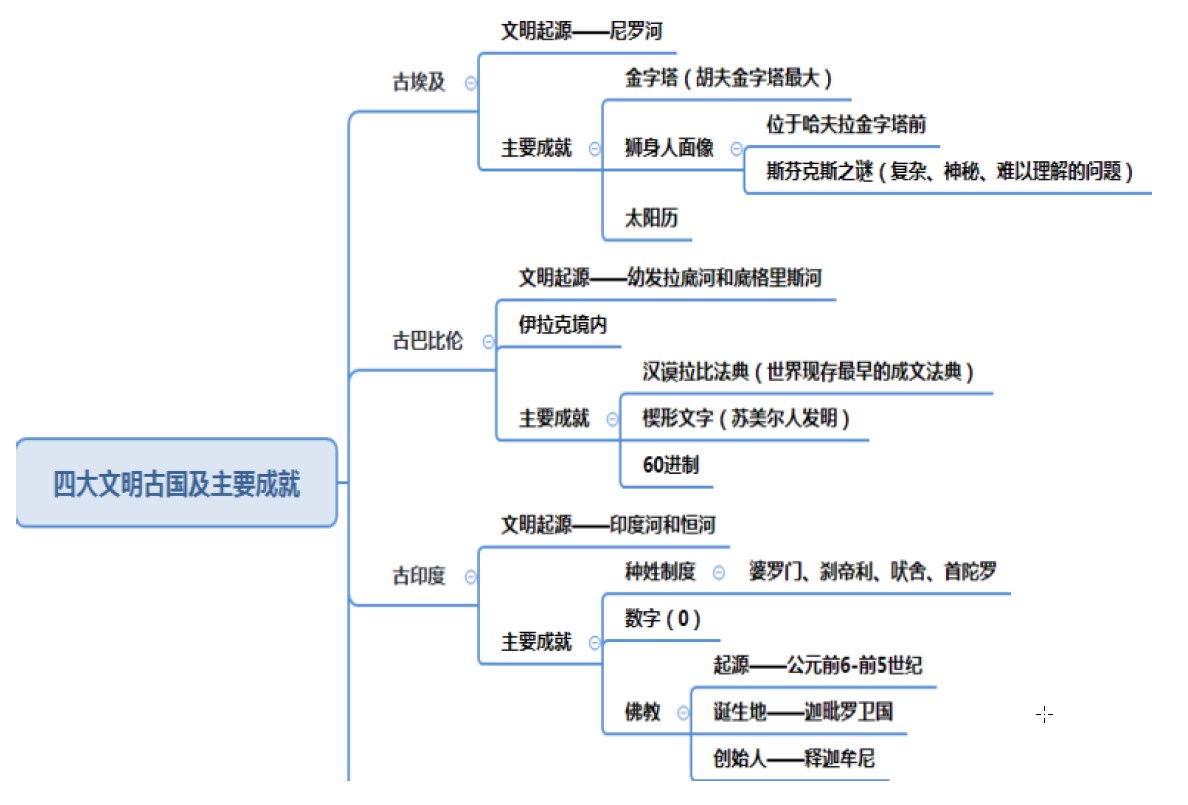 四大文明古国及主要成就
古埃及
文明起源——尼罗河
主要成就
金字塔（胡夫金字塔最大）
狮身人面像
位于哈夫拉金字塔前
斯芬克斯之谜（复杂、神秘、难以理解的问题）
太阳历
古巴比伦
文明起源——幼发拉底河和底格里斯河
伊拉克境内
主要成就
汉谟拉比法典（世界现存最早的成文法典）
楔形文字（苏美尔人发明）
60进制
古印度
文明起源——印度河和恒河
主要成就
种姓制度
婆罗门、刹帝利、吠舍、首陀罗
数字（0）
佛教
起源——公元前6-前5世纪
诞生地——迦毗罗卫国
创始人——释迦牟尼